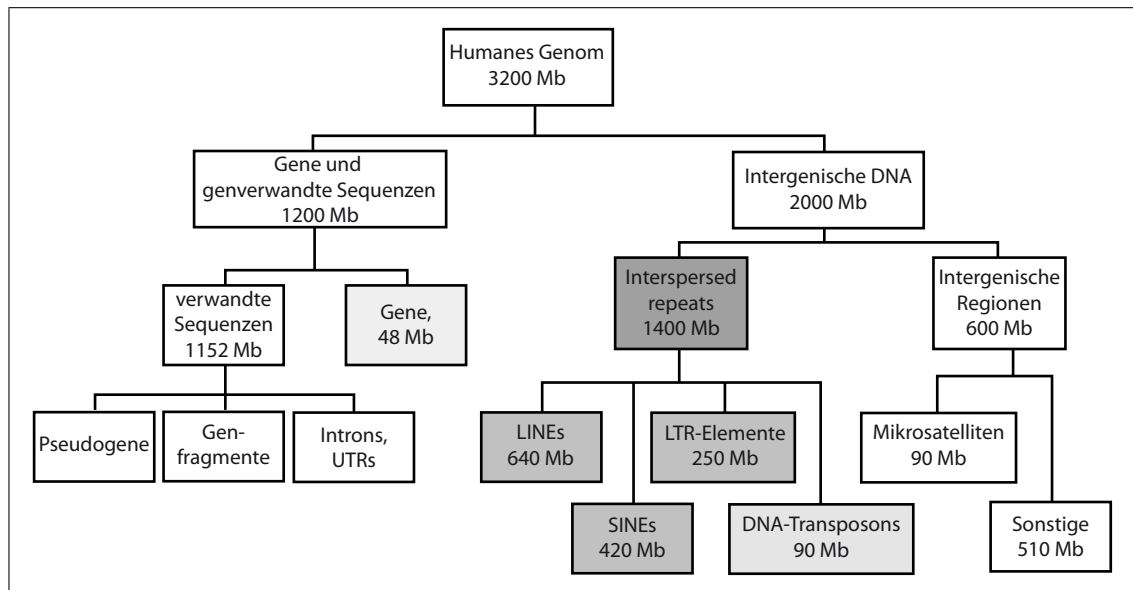 Humanes Genom
3200 Mb
Gene und
genverwandte Sequenzen
1200 Mb
Intergenische DNA
2000 Mb
verwandte
Sequenzen
1152 Mb
Gene,
48 Mb
Interspersed
repeats
1400 Mb
Intergenische
Regionen
600 Mb
Pseudogene
Gen-
fragmente
Introns,
UTRs
LINEs
640 Mb
LTR-Elemente
250 Mb
Mikrosatelliten
90 Mb
SINEs
420 Mb
DNA-Transposons
90 Mb
Sonstige
510 Mb